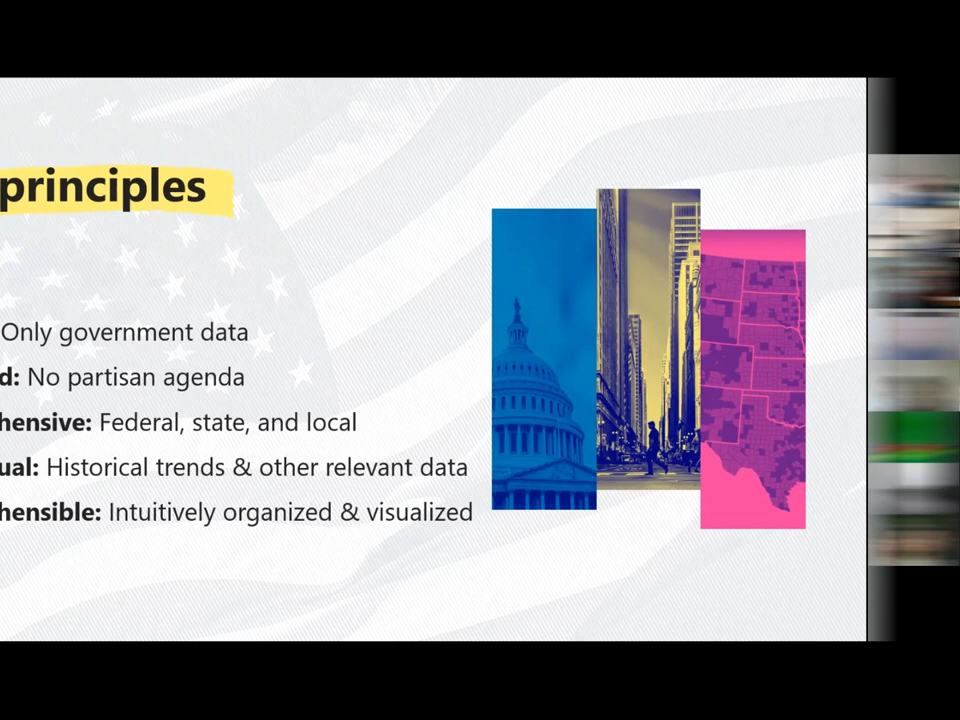 principles
Only government data
d: No partisan agenda
hensive: Federal, state, and local
ual: Historical trends & other relevant data
hensible: Intuitively organized & visualized